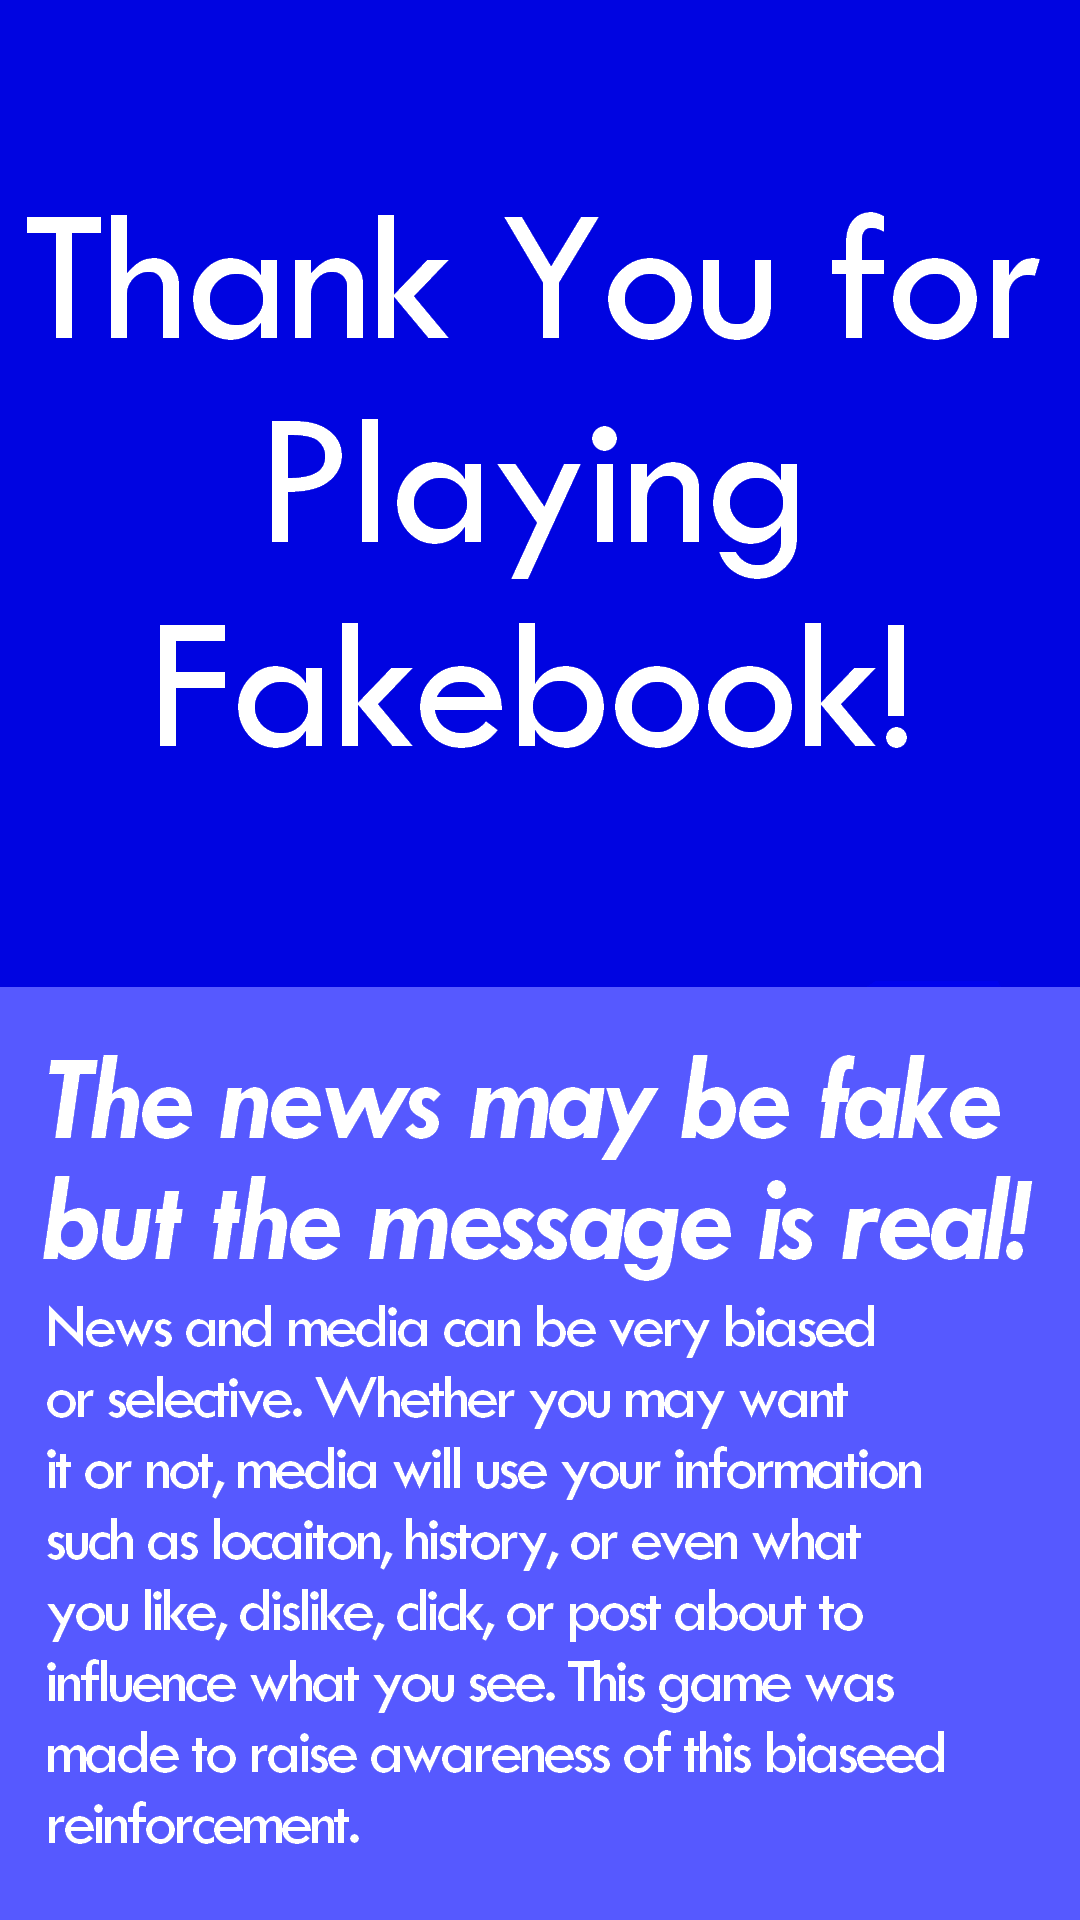 Thank You for
Playing
Fakebook!
The news may be fake
but the message is real!
News and media can be very biased
or selective. Whether you may want
it or not, media will use your information
such as locaiton, history, or even what
you like, dislike, click, or post about to
influence what you see. This game was
made to raise awareness of this biaseed
reinforcement.